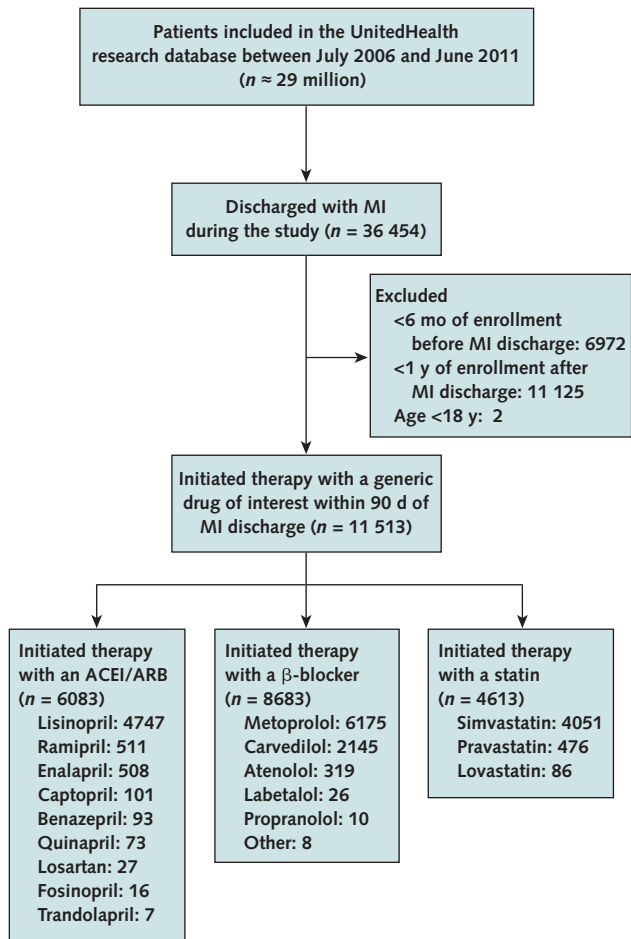 Patients included in the UnitedHealth
research database between July 2006 and June 2011
(n ≈ 29 million)
Discharged with MI
during the study (n = 36 454)
Excluded
<6 mo of enrollment
before MI discharge: 6972
<1 y of enrollment after
MI discharge: 11 125
Age <18 y: 2
Initiated therapy with a generic
drug of interest within 90 d of
MI discharge (n = 11 513)
Initiated therapy
with an ACEI/ARB
(n = 6083)
Lisinopril: 4747
Ramipril: 511
Enalapril: 508
Captopril: 101
Benazepril: 93
Quinapril: 73
Losartan: 27
Fosinopril: 16
Trandolapril: 7
Initiated therapy
with a β-blocker
(n = 8683)
Metoprolol: 6175
Carvedilol: 2145
Atenolol: 319
Labetalol: 26
Propranolol: 10
Other: 8
Initiated therapy
with a statin
(n = 4613)
Simvastatin: 4051
Pravastatin: 476
Lovastatin: 86